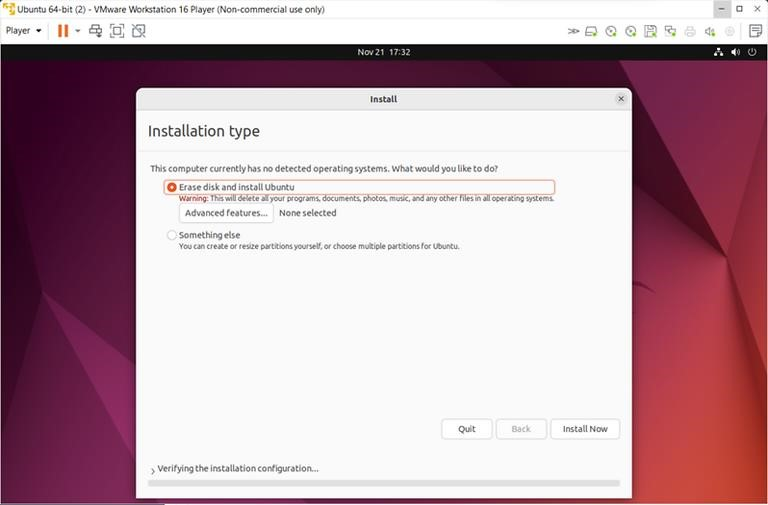 Ubuntu 64-bit (2) - VMware Workstation 16 Player (Non-commercial use only)
Player
Nov 21 17:32
Install
Installation type
This computer currently has no detected operating systems. What would you like to do?
Erase disk and install Ubuntu
Warning: This will delete all your programs, documents, photos, music, and any other files in all operating systems.
Advanced features... None selected
Something else
You can create or resize partitions yourself, or choose multiple partitions for Ubuntu.
Quit Back Install Now
Verifying the installation configuration...